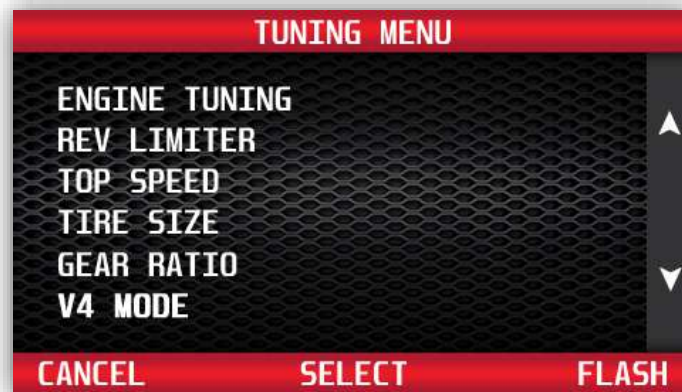 TUNING MENU
ENGINE TUNING
REV LIMITER
TOP SPEED
TIRE SIZE
GEAR RATIO
V4 MODE
CANCEL SELECT FLASH